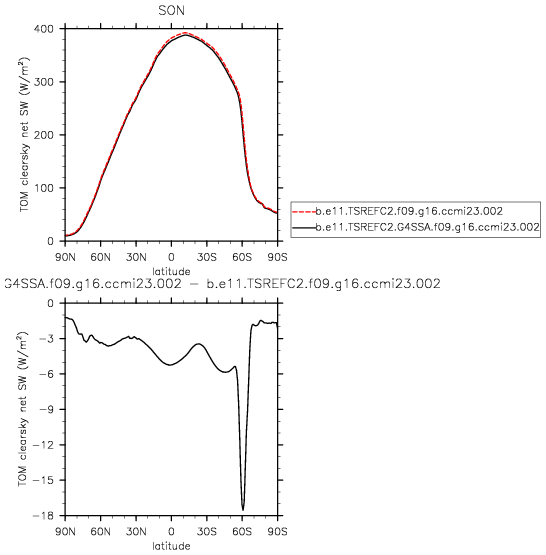 SON
TOM clearsky net SW (W/m²)
400
300
200
100
0
90N 60N 30N 0 30S 60S 90S
latitude
b.e11.TSREFC2.f09.g16.ccmi23.002
b.e11.TSREFC2.G4SSA.f09.g16.ccmi23.002
G4SSA.f09.g16.ccmi23.002 − b.e11.TSREFC2.f09.g16.ccmi23.002
TOM clearsky net SW (W/m²)
0
−3
−6
−9
−12
−15
−18
90N 60N 30N 0 30S 60S 90S
latitude